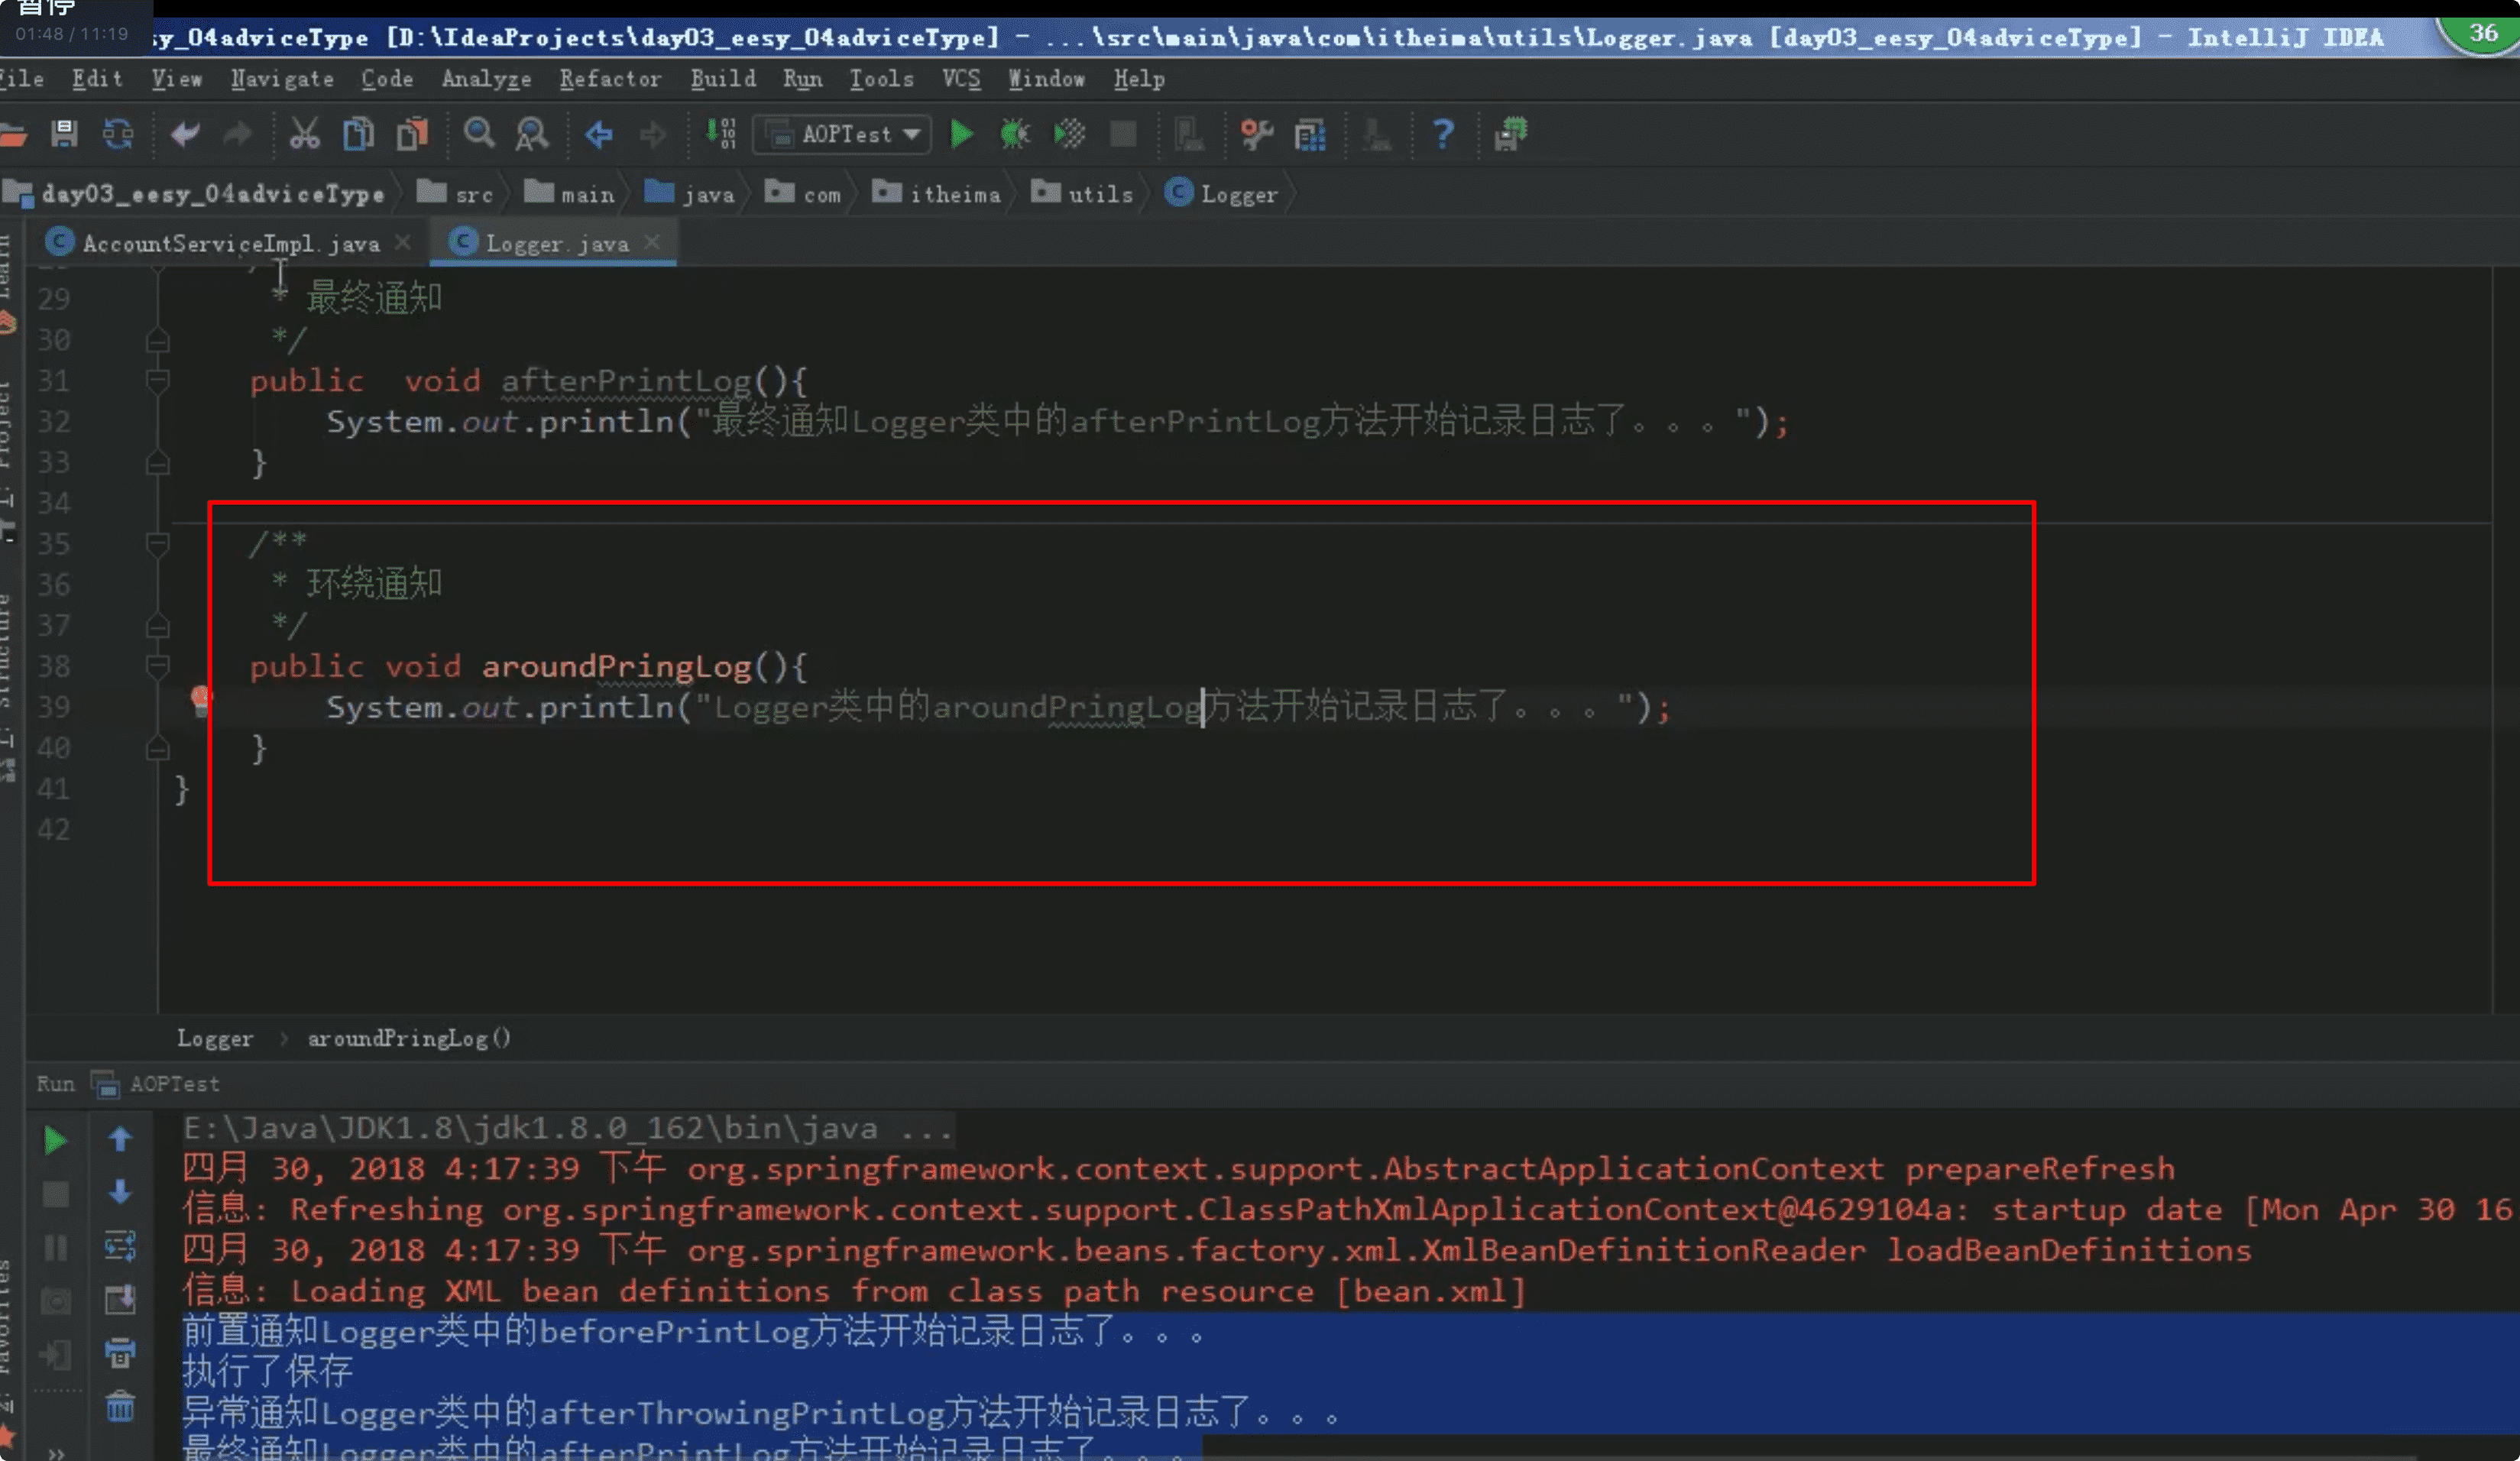 暂停
01:48 / 11:19
sy_04adviceType [D:\IdeaProjects\day03_eesy_04adviceType] - ...\src\main\java\com\itheima\utils\Logger.java [day03_eesy_04adviceType] - IntelliJ IDEA
36
File Edit View Navigate Code Analyze Refactor Build Run Tools VCS Window Help
AOPTest
day03_eesy_04adviceType src main java com itheima utils Logger
AccountServiceImpl.java Logger.java
29 * 最终通知
30 */
31 public void afterPrintLog(){
32 System.out.println("最终通知Logger类中的afterPrintLog方法开始记录日志了。。。");
33 }
34
35 /**
36 * 环绕通知
37 */
38 public void aroundPringLog(){
39 System.out.println("Logger类中的aroundPringLog方法开始记录日志了。。。");
40 }
41 }
42
Logger aroundPringLog()
Run AOPTest
E:\Java\JDK1.8\jdk1.8.0_162\bin\java ...
四月 30, 2018 4:17:39 下午 org.springframework.context.support.AbstractApplicationContext prepareRefresh
信息: Refreshing org.springframework.context.support.ClassPathXmlApplicationContext@4629104a: startup date [Mon Apr 30 16
四月 30, 2018 4:17:39 下午 org.springframework.beans.factory.xml.XmlBeanDefinitionReader loadBeanDefinitions
信息: Loading XML bean definitions from class path resource [bean.xml]
前置通知Logger类中的beforePrintLog方法开始记录日志了。。。
执行了保存
异常通知Logger类中的afterThrowingPrintLog方法开始记录日志了。。。
最终通知Logger类中的afterPrintLog方法开始记录日志了。。。
Learn
1: Project
7: Structure
2: Favorites